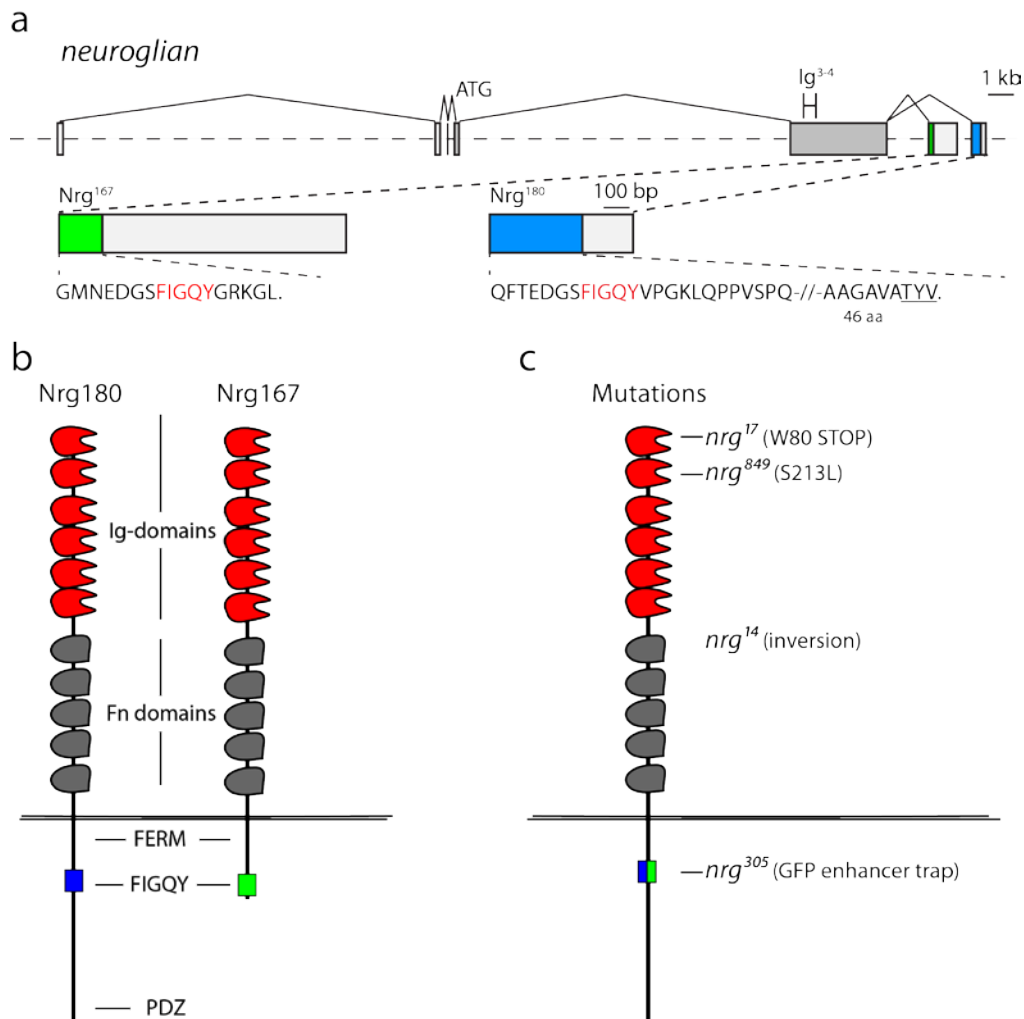 a
neuroglian
ATG
Ig3-4
1 kb
Nrg167
Nrg180
100 bp
GMNEDGSFIGQYGRKGL.
QFTEDGSFIGQYVPGKLQPPVSPQ-//-AAGAVATYV.
46 aa
b
Nrg180
Nrg167
Ig-domains
Fn domains
FERM
FIGQY
PDZ
c
Mutations
nrg17 (W80 STOP)
nrg849 (S213L)
nrg14 (inversion)
nrg305 (GFP enhancer trap)